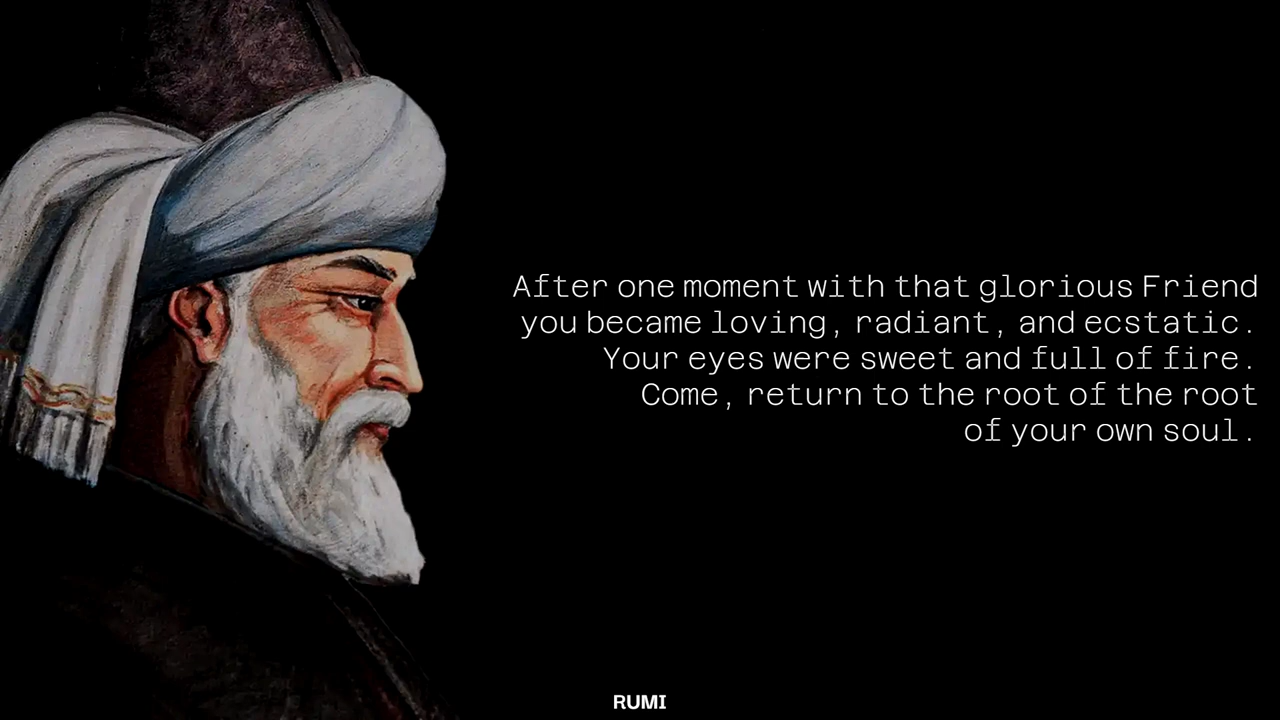 After one moment with that glorious Friend
you became loving, radiant, and ecstatic.
Your eyes were sweet and full of fire.
Come, return to the root of the root
of your own soul.
RUMI